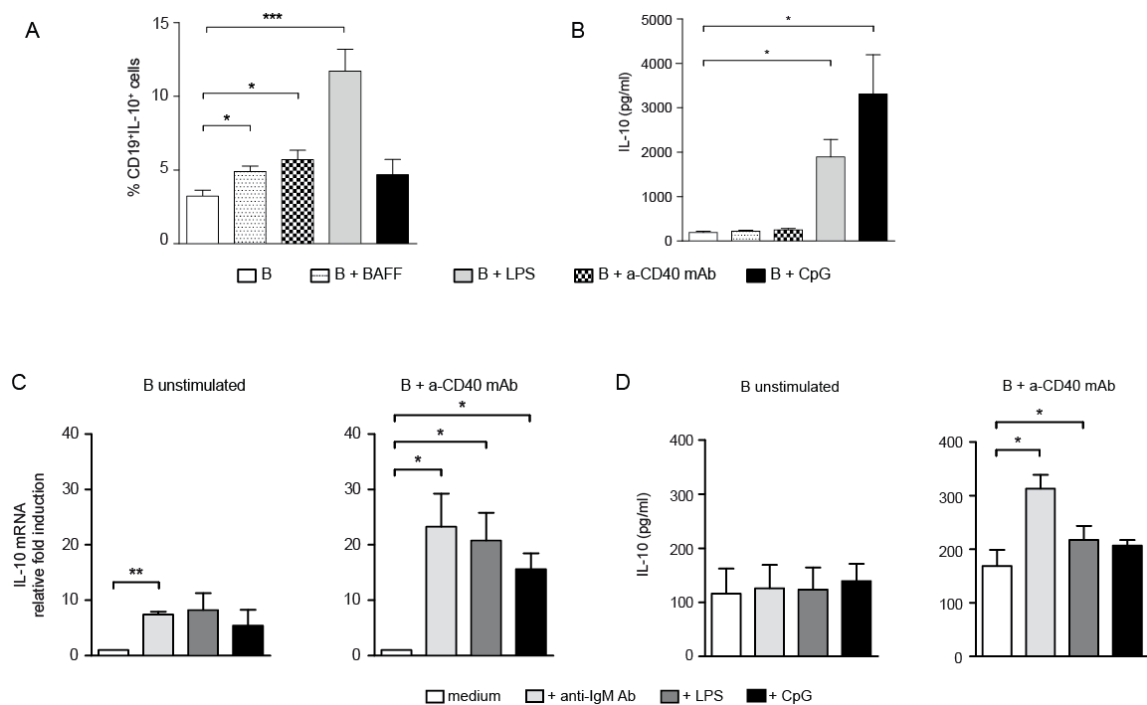 A
% CD19+IL-10+ cells
15
10
5
0
***
*
*
B
IL-10 (pg/ml)
5000
4000
3000
2000
1000
0
*
*
B
B + BAFF
B + LPS
B + a-CD40 mAb
B + CpG
C
B unstimulated
IL-10 mRNA
relative fold induction
40
30
20
10
0
**
B + a-CD40 mAb
40
30
20
10
0
*
*
*
D
B unstimulated
IL-10 (pg/ml)
400
300
200
100
0
B + a-CD40 mAb
400
300
200
100
0
*
*
medium
+ anti-IgM Ab
+ LPS
+ CpG